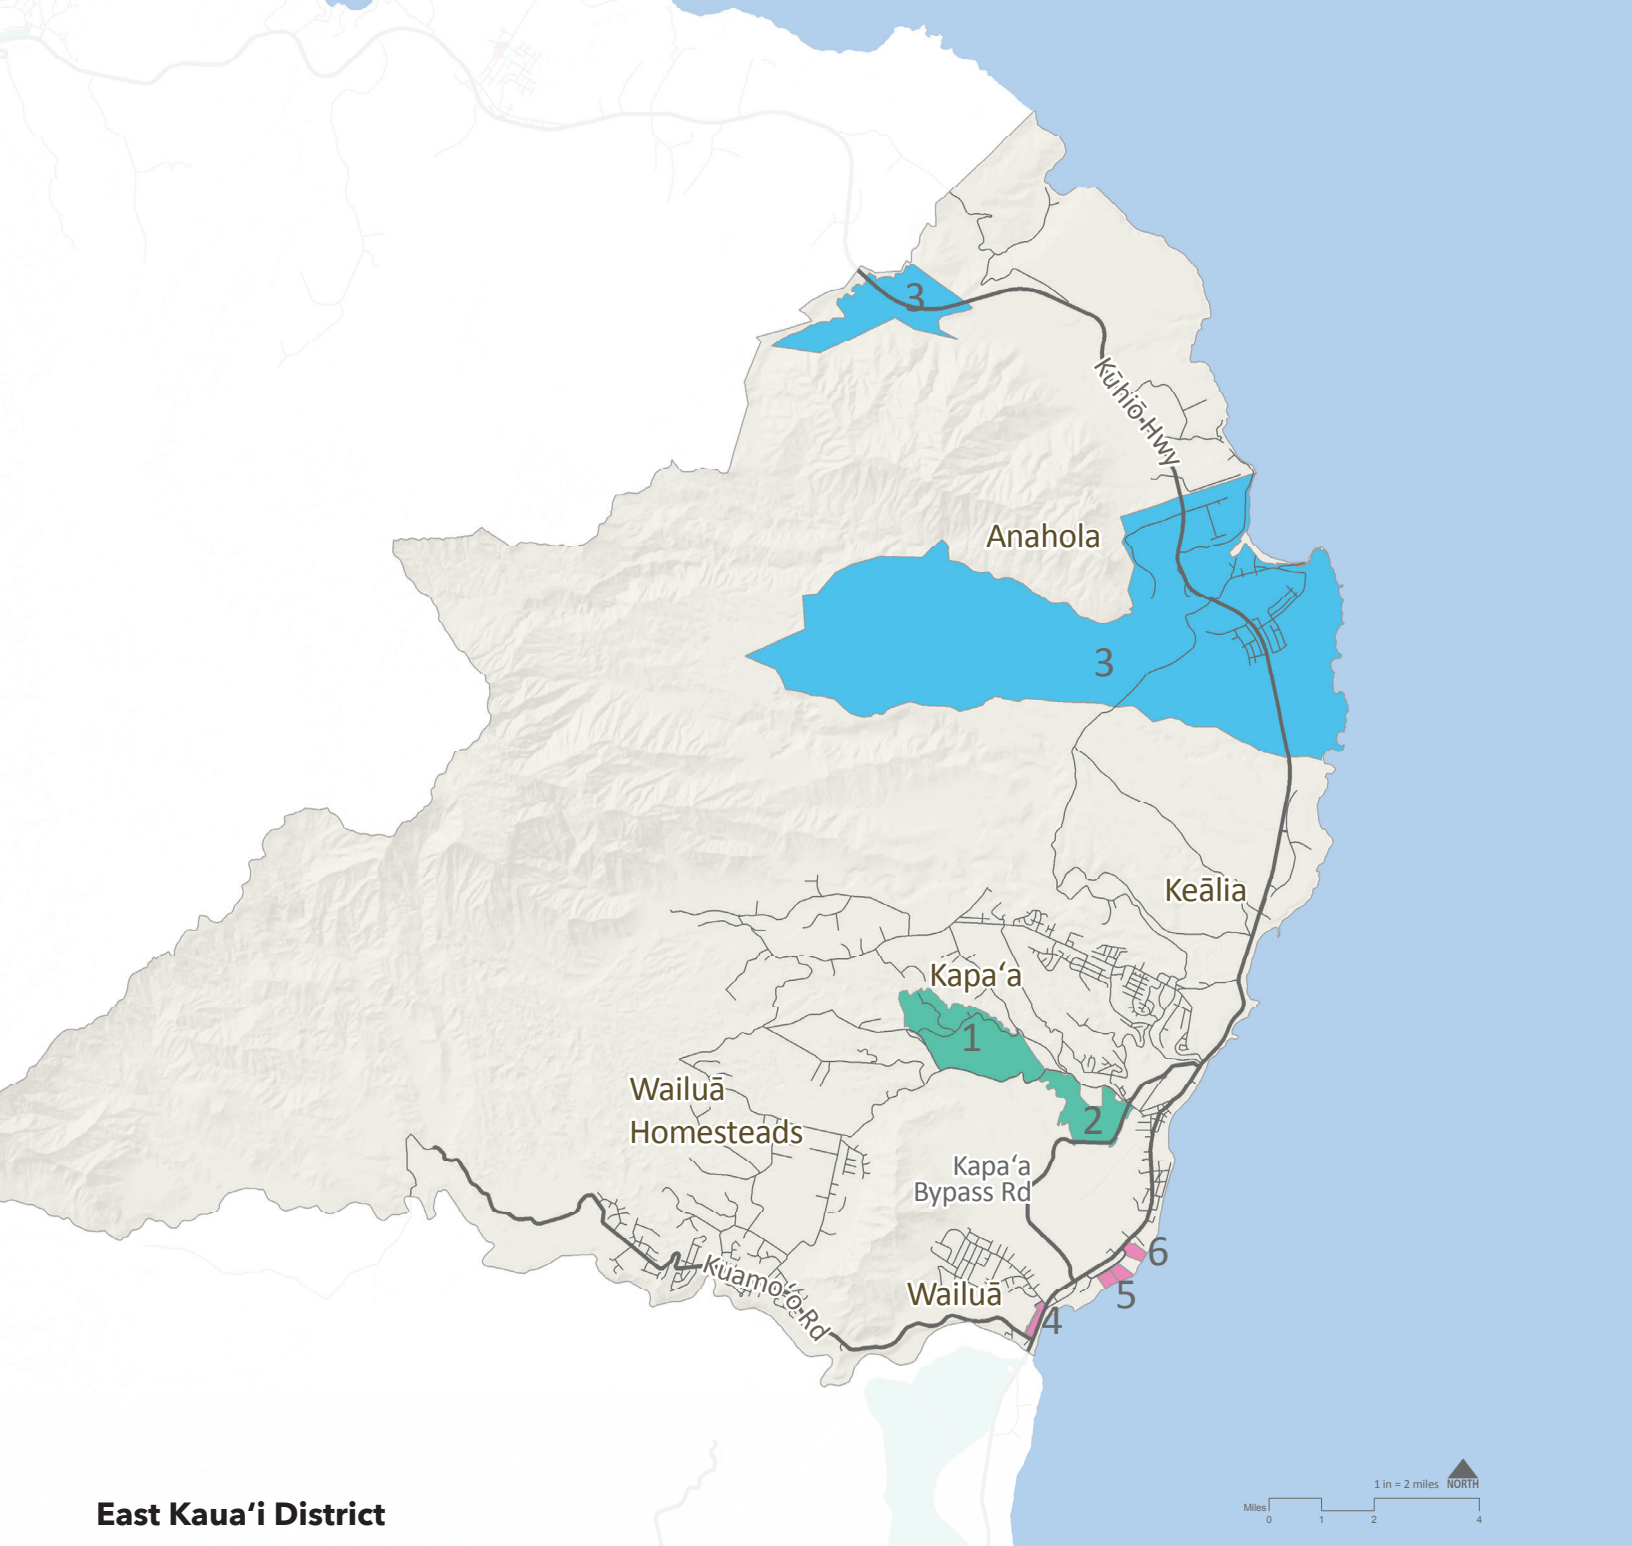 3
Kūhiō Hwy
Anahola
3
Keālia
Kapaʻa
1
Wailuā
Homesteads
2
Kapaʻa
Bypass Rd
6
Kuamoʻo Rd
Wailuā
5
4
1 in = 2 miles NORTH
Miles
0 1 2 4
East Kauaʻi District